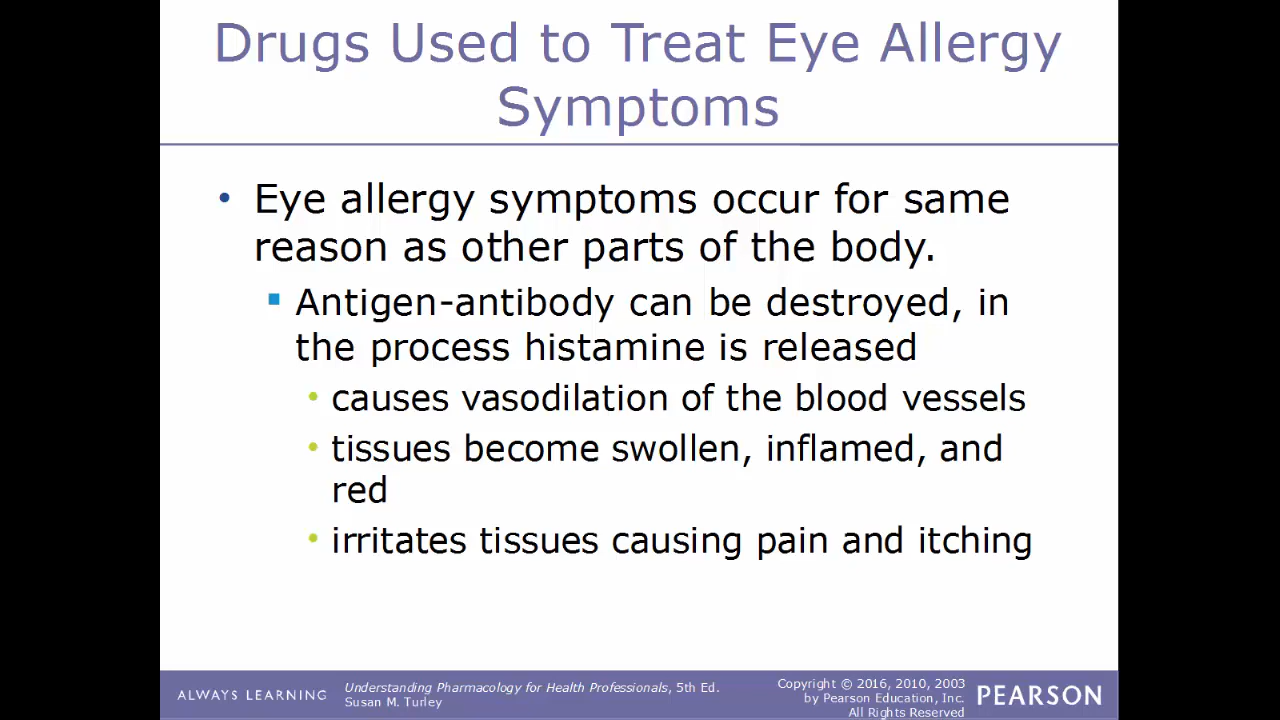 Drugs Used to Treat Eye Allergy
Symptoms
• Eye allergy symptoms occur for same
reason as other parts of the body.
▪ Antigen-antibody can be destroyed, in
the process histamine is released
• causes vasodilation of the blood vessels
• tissues become swollen, inflamed, and
red
• irritates tissues causing pain and itching
ALWAYS LEARNING
Understanding Pharmacology for Health Professionals, 5th Ed.
Susan M. Turley
Copyright © 2016, 2010, 2003
by Pearson Education, Inc.
All Rights Reserved
PEARSON